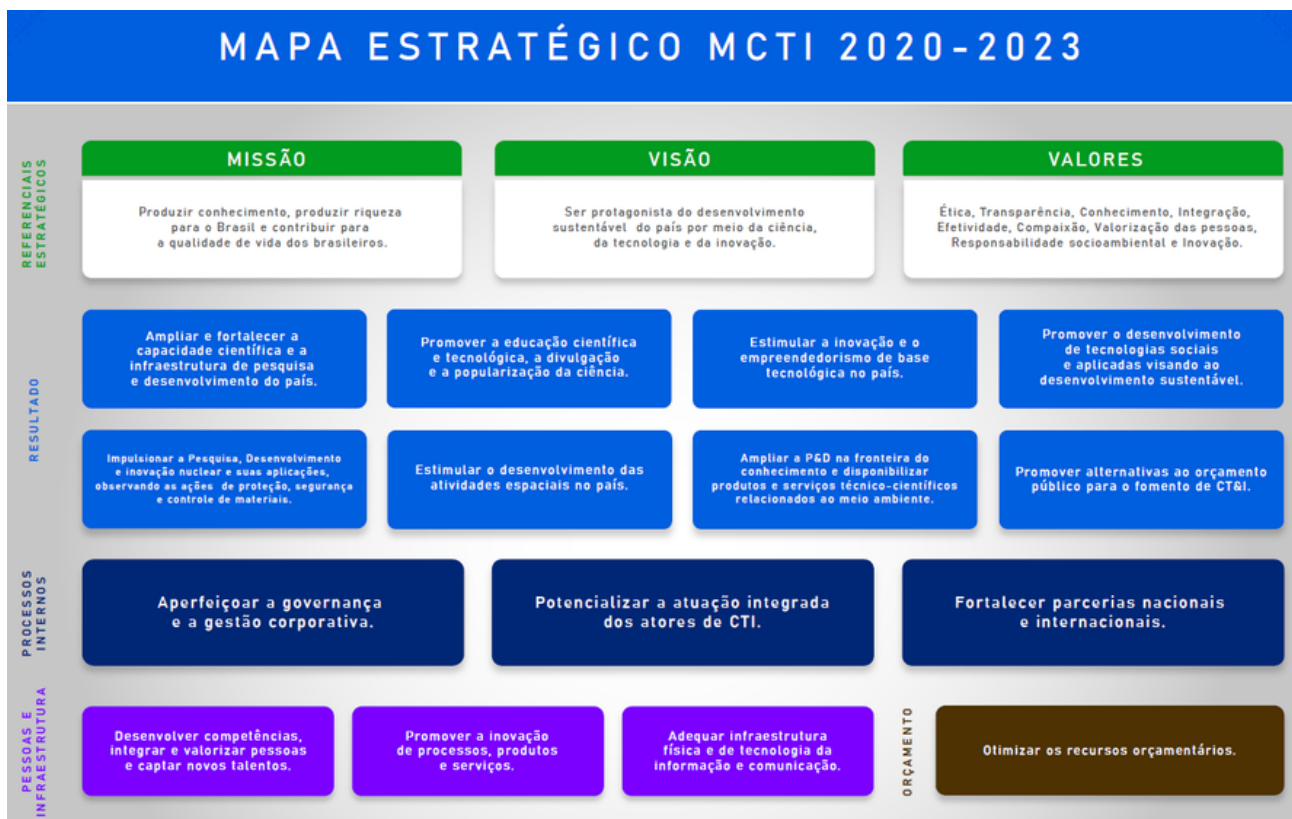 MAPA ESTRATÉGICO MCTI 2020-2023
REFERENCIAIS
ESTRATÉGICOS
MISSÃO
Produzir conhecimento, produzir riqueza
para o Brasil e contribuir para
a qualidade de vida dos brasileiros.
VISÃO
Ser protagonista do desenvolvimento
sustentável do país por meio da ciência,
da tecnologia e da inovação.
VALORES
Ética, Transparência, Conhecimento, Integração,
Efetividade, Compaixão, Valorização das pessoas,
Responsabilidade socioambiental e Inovação.
RESULTADO
Ampliar e fortalecer a
capacidade científica e a
infraestrutura de pesquisa
e desenvolvimento do país.
Promover a educação científica
e tecnológica, a divulgação
e a popularização da ciência.
Estimular a inovação e o
empreendedorismo de base
tecnológica no país.
Promover o desenvolvimento
de tecnologias sociais
e aplicadas visando ao
desenvolvimento sustentável.
Impulsionar a Pesquisa, Desenvolvimento
e inovação nuclear e suas aplicações,
observando as ações de proteção, segurança
e controle de materiais.
Estimular o desenvolvimento das
atividades espaciais no país.
Ampliar a P&D na fronteira do
conhecimento e disponibilizar
produtos e serviços técnico-científicos
relacionados ao meio ambiente.
Promover alternativas ao orçamento
público para o fomento de CT&I.
PROCESSOS
INTERNOS
Aperfeiçoar a governança
e a gestão corporativa.
Potencializar a atuação integrada
dos atores de CTI.
Fortalecer parcerias nacionais
e internacionais.
PESSOAS E
INFRAESTRUTURA
Desenvolver competências,
integrar e valorizar pessoas
e captar novos talentos.
Promover a inovação
de processos, produtos
e serviços.
Adequar infraestrutura
física e de tecnologia da
informação e comunicação.
ORÇAMENTO
Otimizar os recursos orçamentários.